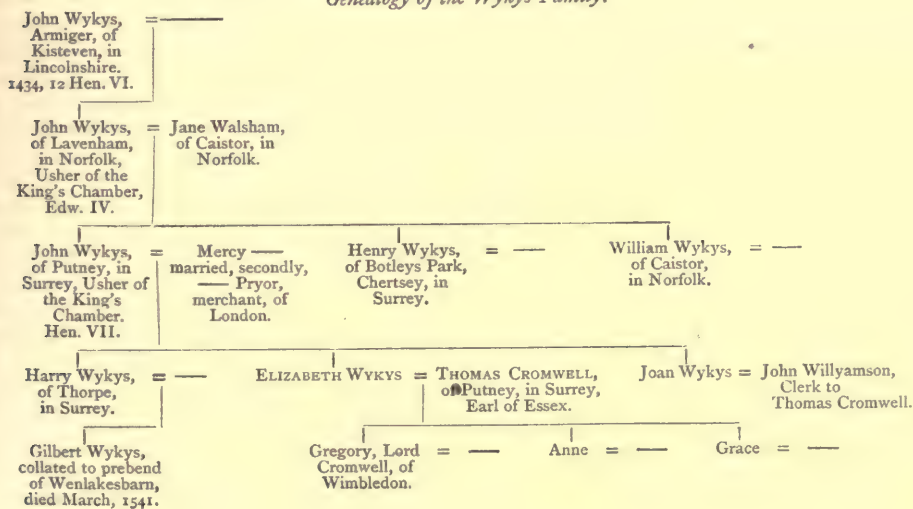 Genealogy of the Wykys Family.
John Wykys, = ——
Armiger, of
Kisteven, in
Lincolnshire.
1434, 12 Hen. VI.
John Wykys, = Jane Walsham,
of Lavenham, of Caistor, in
in Norfolk, Norfolk.
Usher of the
King's Chamber,
Edw. IV.
John Wykys, = Mercy ——
of Putney, in married, secondly,
Surrey, Usher of —— Pryor,
the King's merchant, of
Chamber. London.
Hen. VII.
Henry Wykys, = ——
of Botleys Park,
Chertsey, in
Surrey.
William Wykys, = ——
of Caistor,
in Norfolk.
Harry Wykys, = ——
of Thorpe,
in Surrey.
ELIZABETH WYKYS = THOMAS CROMWELL,
of Putney, in Surrey,
Earl of Essex.
Joan Wykys = John Willyamson,
Clerk to
Thomas Cromwell.
Gilbert Wykys,
collated to prebend
of Wenlakesbarn,
died March, 1541.
Gregory, Lord = ——
Cromwell, of
Wimbledon.
Anne = ——
Grace = ——